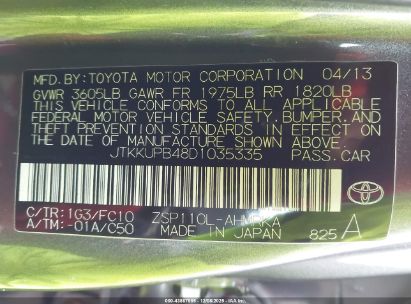 MFD.BY:TOYOTA MOTOR CORPORATION 04/13
GVWR 3605LB GAWR FR 1975LB RR 1820LB
THIS VEHICLE CONFORMS TO ALL APPLICABLE
FEDERAL MOTOR VEHICLE SAFETY,BUMPER,AND
THEFT PREVENTION STANDARDS IN EFFECT ON
THE DATE OF MANUFACTURE SHOWN ABOVE.
JTKKUPB48D1035335 PASS.CAR
C/TR:1G3/FC10 ZSP110L-AHMRKA
A/TM:-01A/C50 MADE IN JAPAN 825A
TOYOTA